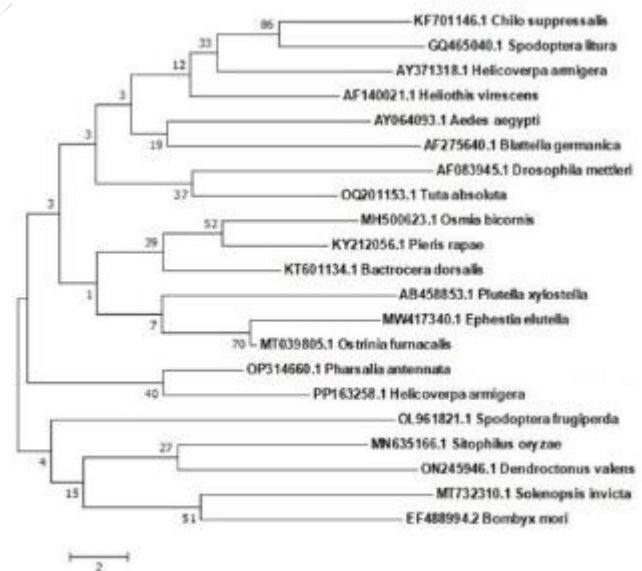 86 KF701146.1 Chilo suppressalis
33 GQ465040.1 Spodoptera litura
12 AY371318.1 Helicoverpa armigera
3 AF140021.1 Heliothis virescens
AY064093.1 Aedes aegypti
3 19 AF275640.1 Blattella germanica
AF083945.1 Drosophila mettleri
37 OQ201153.1 Tuta absoluta
3 52 MH500623.1 Osmia bicornis
39 KY212056.1 Pieris rapae
KT601134.1 Bactrocera dorsalis
1 AB458853.1 Plutella xylostella
7 MW417340.1 Ephestia elutella
70 MT039805.1 Ostrinia furnacalis
OP314660.1 Pharsalia antennata
40 PP163258.1 Helicoverpa armigera
OL961821.1 Spodoptera frugiperda
4 27 MN635166.1 Sitophilus oryzae
ON245946.1 Dendroctonus valens
15 MT732310.1 Solenopsis invicta
51 EF488994.2 Bombyx mori
2